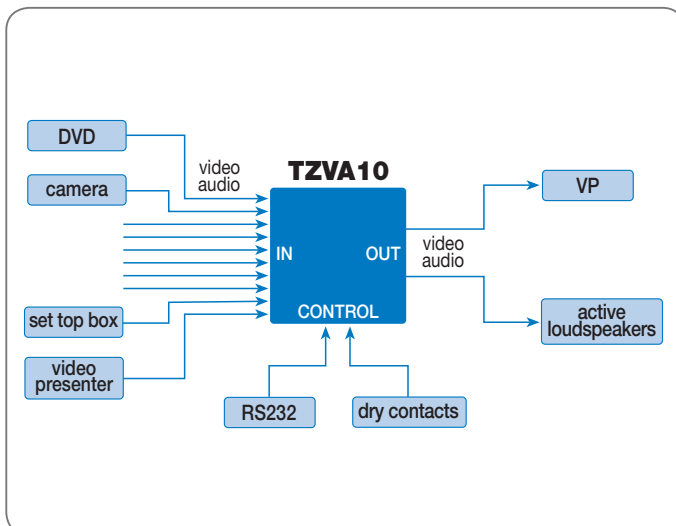 DVD
video
audio
TZVA10
camera
VP
IN
OUT
video
audio
set top box
CONTROL
active
loudspeakers
video
presenter
RS232
dry contacts